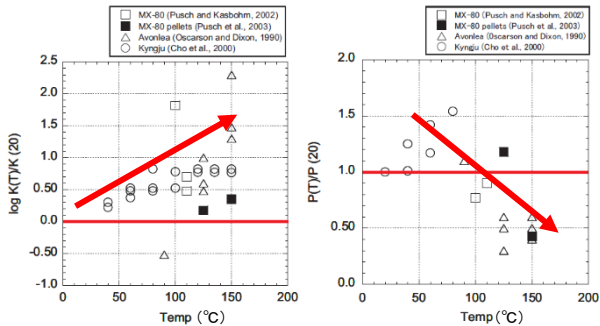 MX-80 (Pusch and Kasbohm, 2002)
MX-80 pellets (Pusch et al., 2003)
Avonlea (Oscarson and Dixon, 1990)
Kyngju (Cho et al., 2000)
log K(T)/K (20)
2.5
2.0
1.5
1.0
0.50
0.0
-0.50
-1.0
0
50
100
150
200
Temp (℃)
MX-80 (Pusch and Kasbohm, 2002)
MX-80 pellets (Pusch et al., 2003)
Avonlea (Oscarson and Dixon, 1990)
Kyngju (Cho et al., 2000)
P(T)/P (20)
2.0
1.5
1.0
0.50
0.0
0
50
100
150
200
Temp (℃)